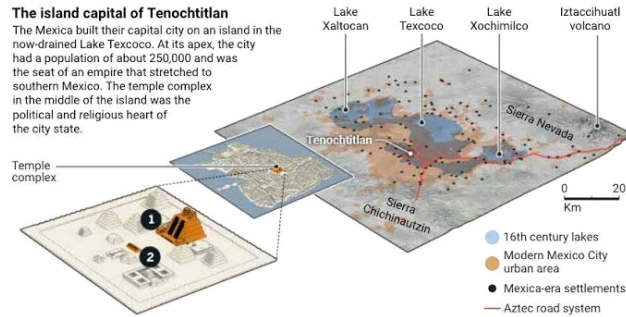 The island capital of Tenochtitlan
The Mexica built their capital city on an island in the
now-drained Lake Texcoco. At its apex, the city
had a population of about 250,000 and was
the seat of an empire that stretched to
southern Mexico. The temple complex
in the middle of the island was the
political and religious heart of
the city state.
Lake
Xaltocan
Lake
Texcoco
Lake
Xochimilco
Iztaccihuatl
volcano
Sierra Nevada
Tenochtitlan
Sierra
Chichinautzin
Temple
complex
1
2
0 20
Km
16th century lakes
Modern Mexico City
urban area
Mexica-era settlements
Aztec road system